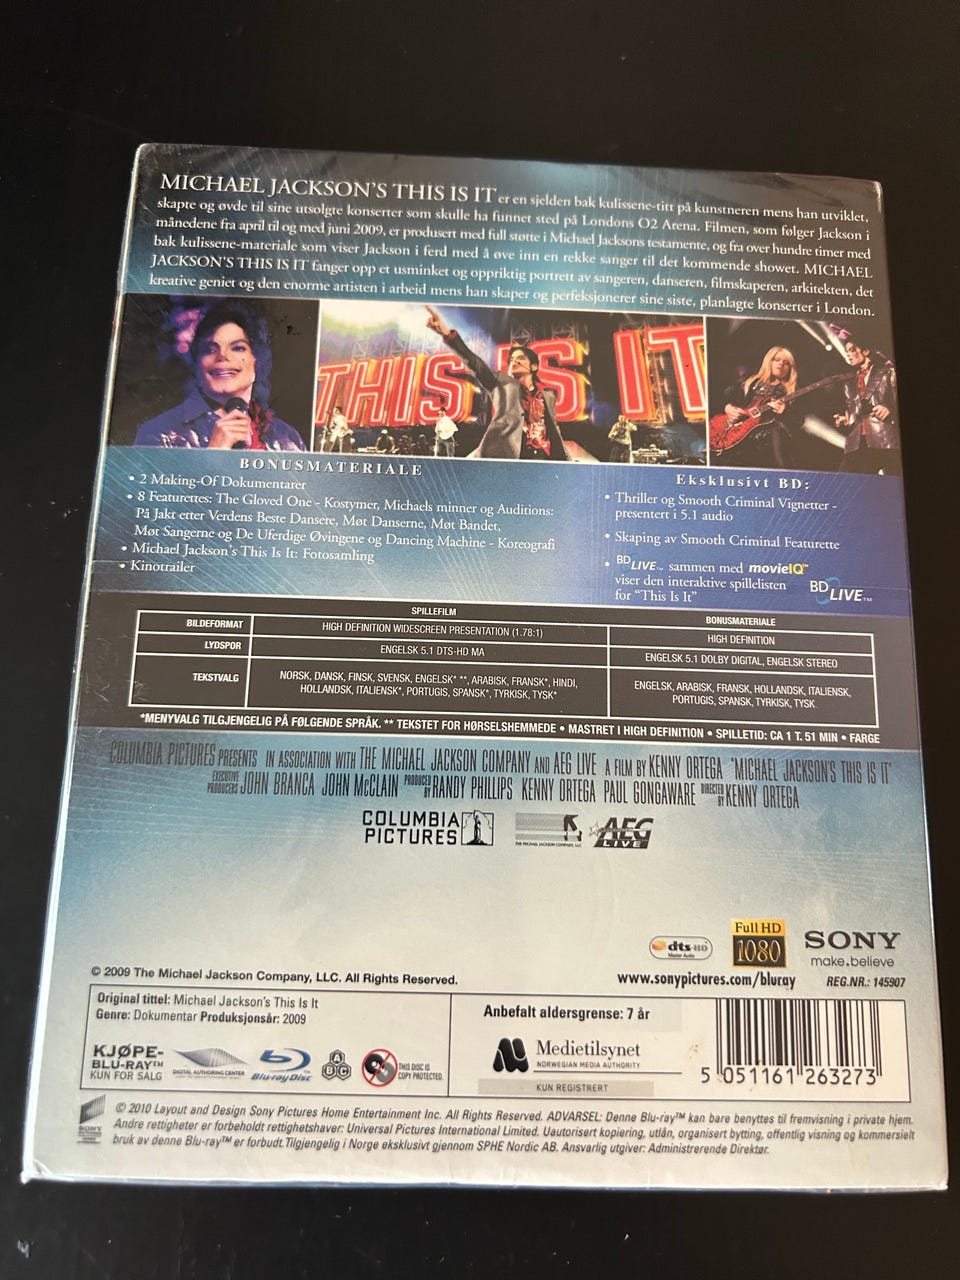 MICHAEL JACKSON'S THIS IS IT er en sjelden bak kulissene-titt på kunstneren mens han utviklet,
skapte og øvde til sine utsolgte konserter som skulle ha funnet sted på Londons O2 Arena. Filmen, som følger Jackson i
månedene fra april til og med juni 2009, er produsert med full støtte i Michael Jacksons testamente, og fra over hundre timer med
bak kulissene-materiale som viser Jackson i ferd med å øve inn en rekke sanger til det kommende showet. MICHAEL
JACKSON'S THIS IS IT fanger opp et usminket og oppriktig portrett av sangeren, danseren, filmskaperen, arkitekten, det
kreative geniet og den enorme artisten i arbeid mens han skaper og perfeksjonerer sine siste, planlagte konserter i London.
THIS IS IT
BONUSMATERIALE
• 2 Making-Of Dokumentarer
• 8 Featurettes: The Gloved One - Kostymer, Michaels minner og Auditions:
På Jakt etter Verdens Beste Dansere, Møt Danserne, Møt Bandet,
Møt Sangerne og De Uferdige Øvingene og Dancing Machine - Koreografi
• Michael Jackson's This Is It: Fotosamling
• Kinotrailer
Eksklusivt BD:
• Thriller og Smooth Criminal Vignetter -
presentert i 5.1 audio
• Skaping av Smooth Criminal Featurette
• BD LIVE™ sammen med movieIQ™
viser den interaktive spillelisten
for "This Is It"
BD LIVE™
SPILLEFILM
BONUSMATERIALE
BILDEFORMAT
HIGH DEFINITION WIDESCREEN PRESENTATION (1.78:1)
HIGH DEFINITION
LYDSPOR
ENGELSK 5.1 DTS-HD MA
ENGELSK 5.1 DOLBY DIGITAL, ENGELSK STEREO
TEKSTVALG
NORSK, DANSK, FINSK, SVENSK, ENGELSK* **, ARABISK, FRANSK*, HINDI,
HOLLANDSK, ITALIENSK*, PORTUGIS, SPANSK*, TYRKISK, TYSK*
ENGELSK, ARABISK, FRANSK, HOLLANDSK, ITALIENSK,
PORTUGIS, SPANSK, TYRKISK, TYSK
*MENYVALG TILGJENGELIG PÅ FØLGENDE SPRÅK. ** TEKSTET FOR HØRSELSHEMMEDE • MASTRET I HIGH DEFINITION • SPILLETID: CA 1 T. 51 MIN • FARGE
COLUMBIA PICTURES PRESENTS IN ASSOCIATION WITH THE MICHAEL JACKSON COMPANY AND AEG LIVE A FILM BY KENNY ORTEGA "MICHAEL JACKSON'S THIS IS IT"
EXECUTIVE PRODUCERS JOHN BRANCA JOHN McCLAIN PRODUCED BY RANDY PHILLIPS KENNY ORTEGA PAUL GONGAWARE DIRECTED BY KENNY ORTEGA
COLUMBIA
PICTURES
THE MICHAEL JACKSON COMPANY, LLC
AEG
LIVE
dts-HD
Master Audio
Full HD
1080
SONY
make.believe
© 2009 The Michael Jackson Company, LLC. All Rights Reserved.
www.sonypictures.com/bluray
REG.NR.: 145907
Original tittel: Michael Jackson's This Is It
Genre: Dokumentar Produksjonsår: 2009
Anbefalt aldersgrense: 7 år
KJØPE-
BLU-RAY™
KUN FOR SALG
DIGITAL AUTHORING CENTER
Blu-ray Disc
A
B C
THIS DISC IS
COPY PROTECTED.
Medietilsynet
NORWEGIAN MEDIA AUTHORITY
KUN REGISTRERT
5 051161 263273
SONY
© 2010 Layout and Design Sony Pictures Home Entertainment Inc. All Rights Reserved. ADVARSEL: Denne Blu-ray™ kan bare benyttes til fremvisning i private hjem.
Andre rettigheter er forbeholdt rettighetshaver: Universal Pictures International Limited. Uautorisert kopiering, utlån, organisert bytting, offentlig visning og kommersielt
bruk av denne Blu-ray™ er forbudt. Tilgjengelig i Norge eksklusivt gjennom SPHE Nordic AB. Ansvarlig utgiver: Administrerende Direktør.